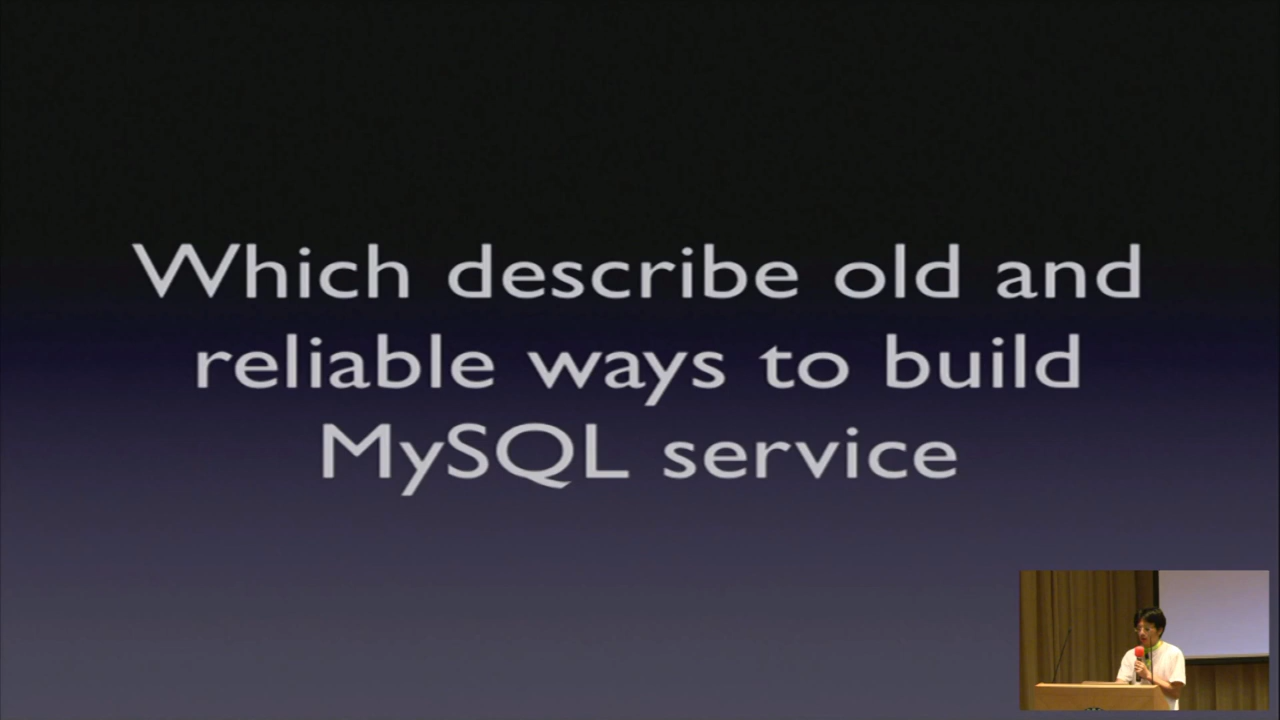 Which describe old and
reliable ways to build
MySQL service